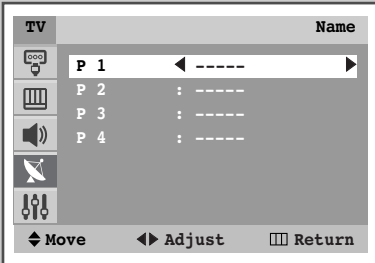 TV Name
P 1 ◀ ----- ▶
P 2 : -----
P 3 : -----
P 4 : -----
Move Adjust Return